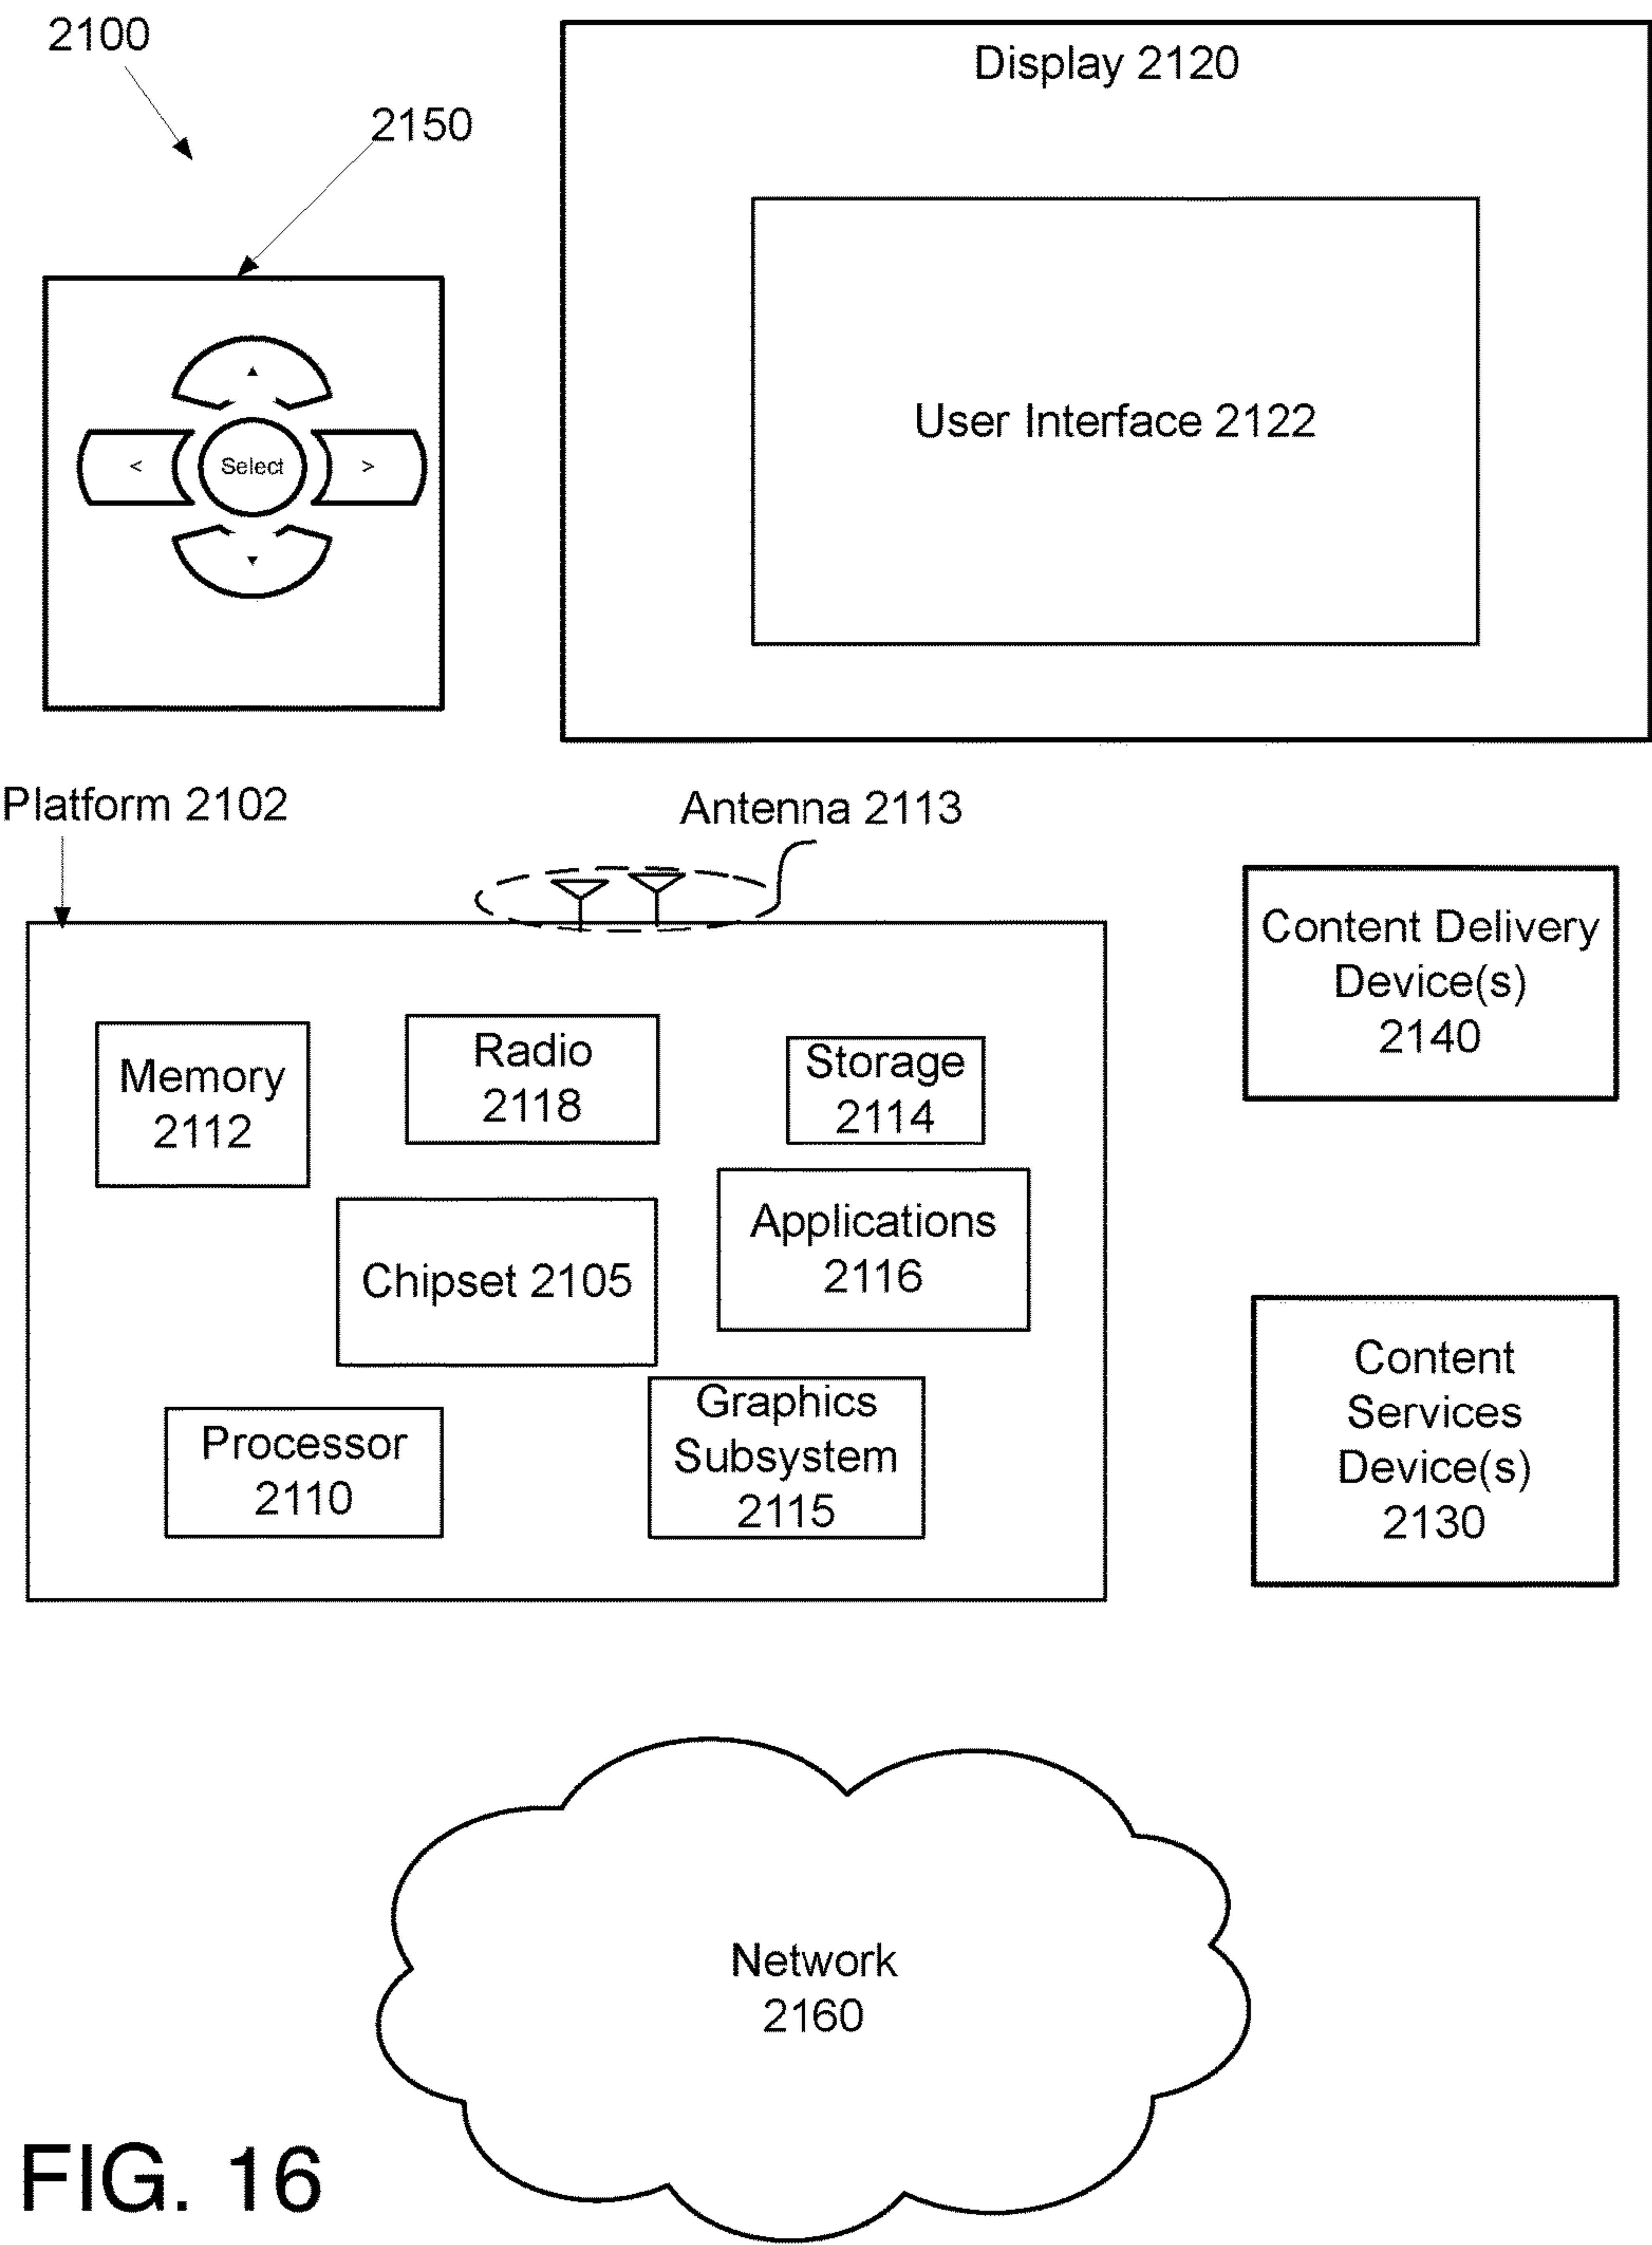 2100
2150
Display 2120
User Interface 2122
<
Select
>
Platform 2102
Antenna 2113
Memory
2112
Radio
2118
Storage
2114
Chipset 2105
Applications
2116
Processor
2110
Graphics
Subsystem
2115
Content Delivery
Device(s)
2140
Content
Services
Device(s)
2130
Network
2160
FIG. 16